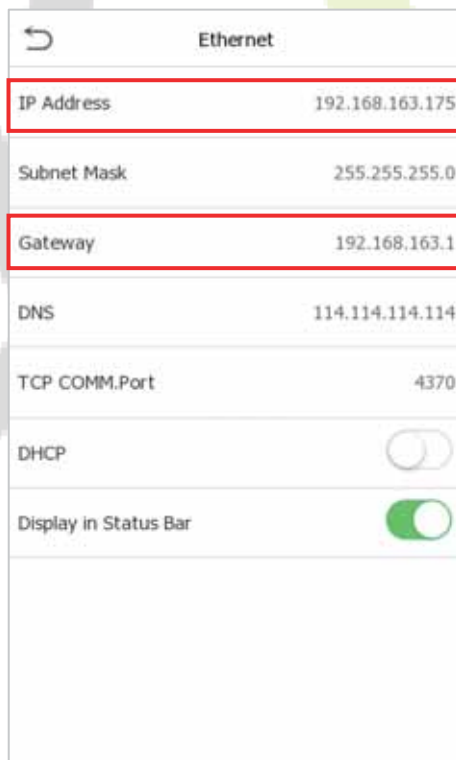 Ethernet
IP Address 192.168.163.175
Subnet Mask 255.255.255.0
Gateway 192.168.163.1
DNS 114.114.114.114
TCP COMM.Port 4370
DHCP
Display in Status Bar